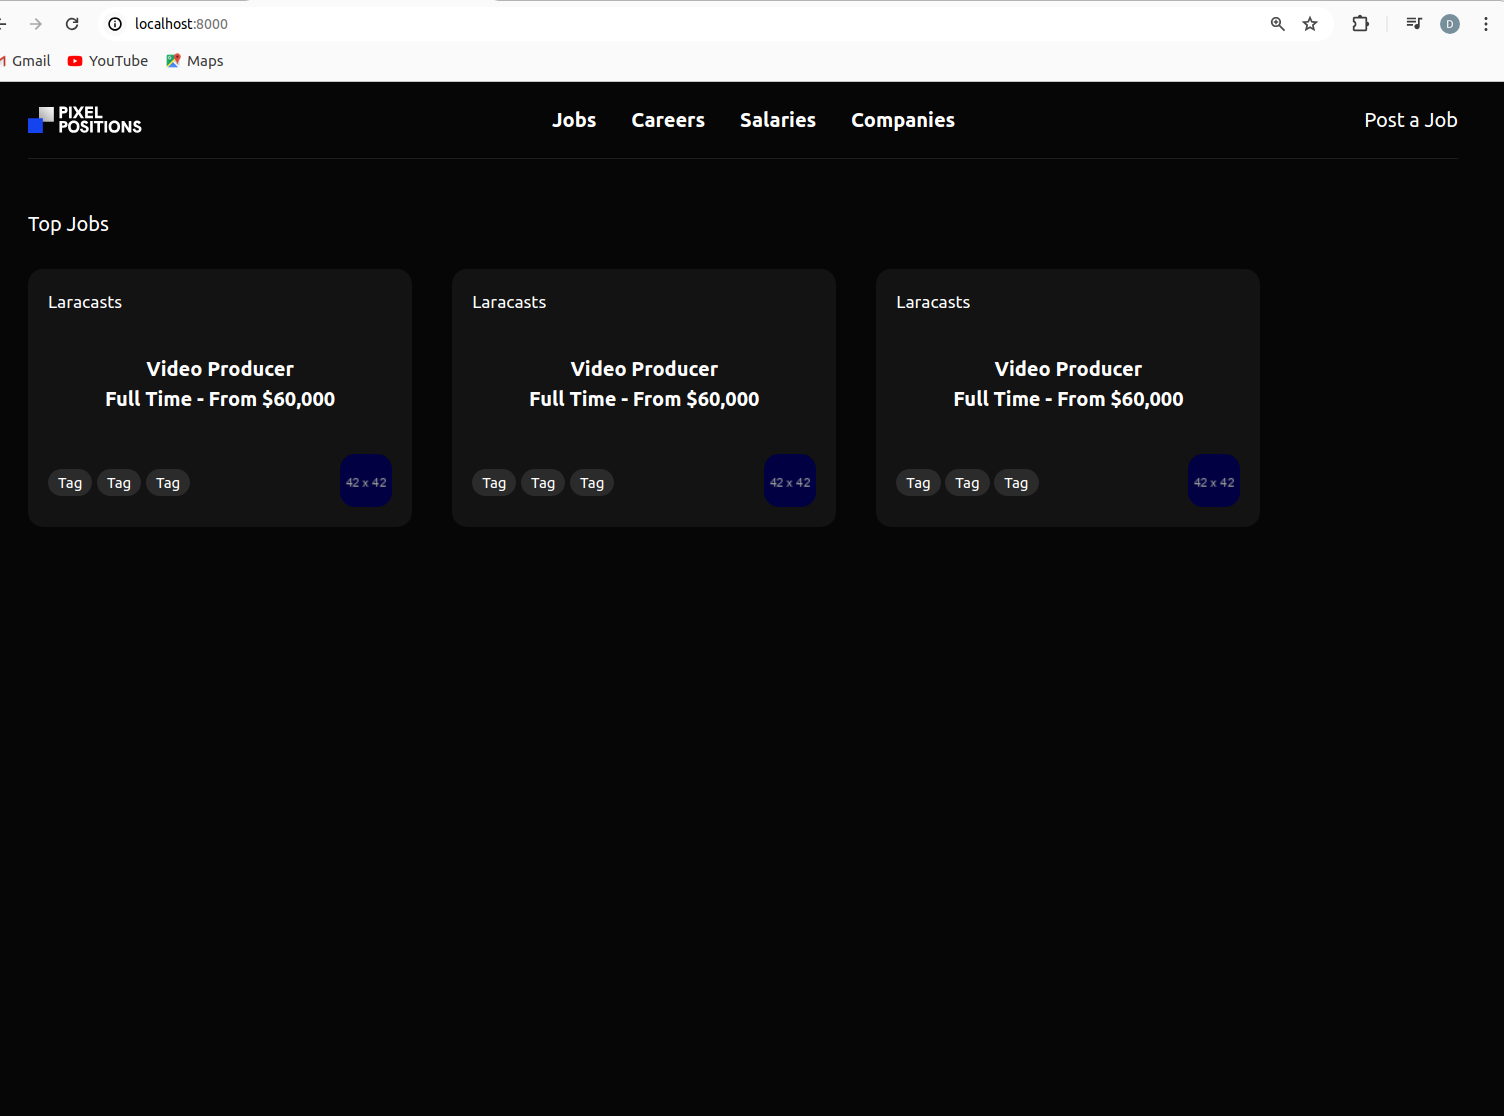 localhost:8000
D
Gmail YouTube Maps
PIXEL
POSITIONS
Jobs Careers Salaries Companies Post a Job
Top Jobs
Laracasts
Video Producer
Full Time - From $60,000
Tag Tag Tag 42 x 42
Laracasts
Video Producer
Full Time - From $60,000
Tag Tag Tag 42 x 42
Laracasts
Video Producer
Full Time - From $60,000
Tag Tag Tag 42 x 42